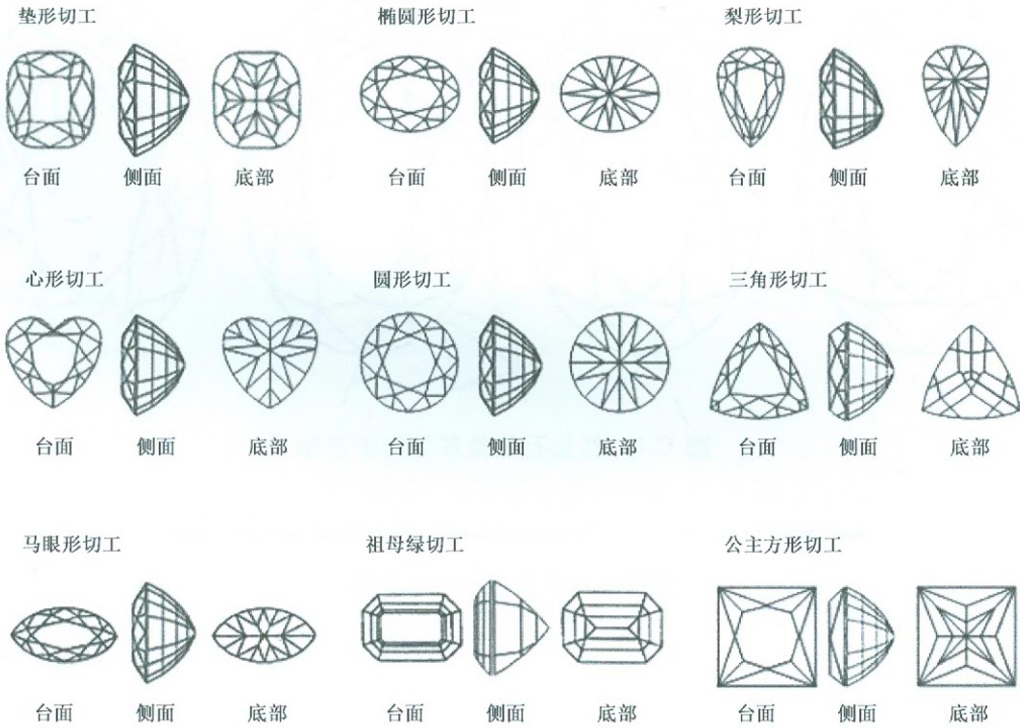 垫形切工 椭圆形切工 梨形切工
台面 侧面 底部 台面 侧面 底部 台面 侧面 底部
心形切工 圆形切工 三角形切工
台面 侧面 底部 台面 侧面 底部 台面 侧面 底部
马眼形切工 祖母绿切工 公主方形切工
台面 侧面 底部 台面 侧面 底部 台面 侧面 底部